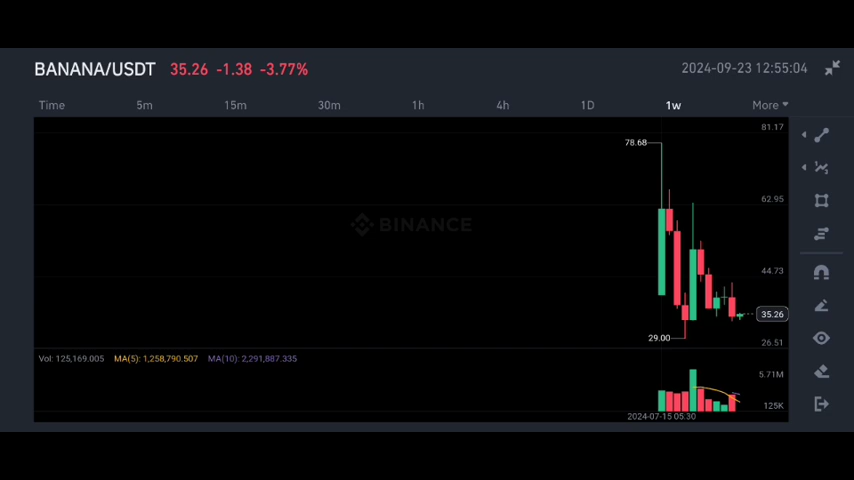 BANANA/USDT 35.26 -1.38 -3.77% 2024-09-23 12:55:04
Time 5m 15m 30m 1h 4h 1D 1w More
81.17
78.68
62.95
BINANCE
44.73
35.26
29.00
26.51
Vol: 125,169.005 MA(5): 1,258,790.507 MA(10): 2,291,887.335
5.71M
125K
2024-07-15 05:30